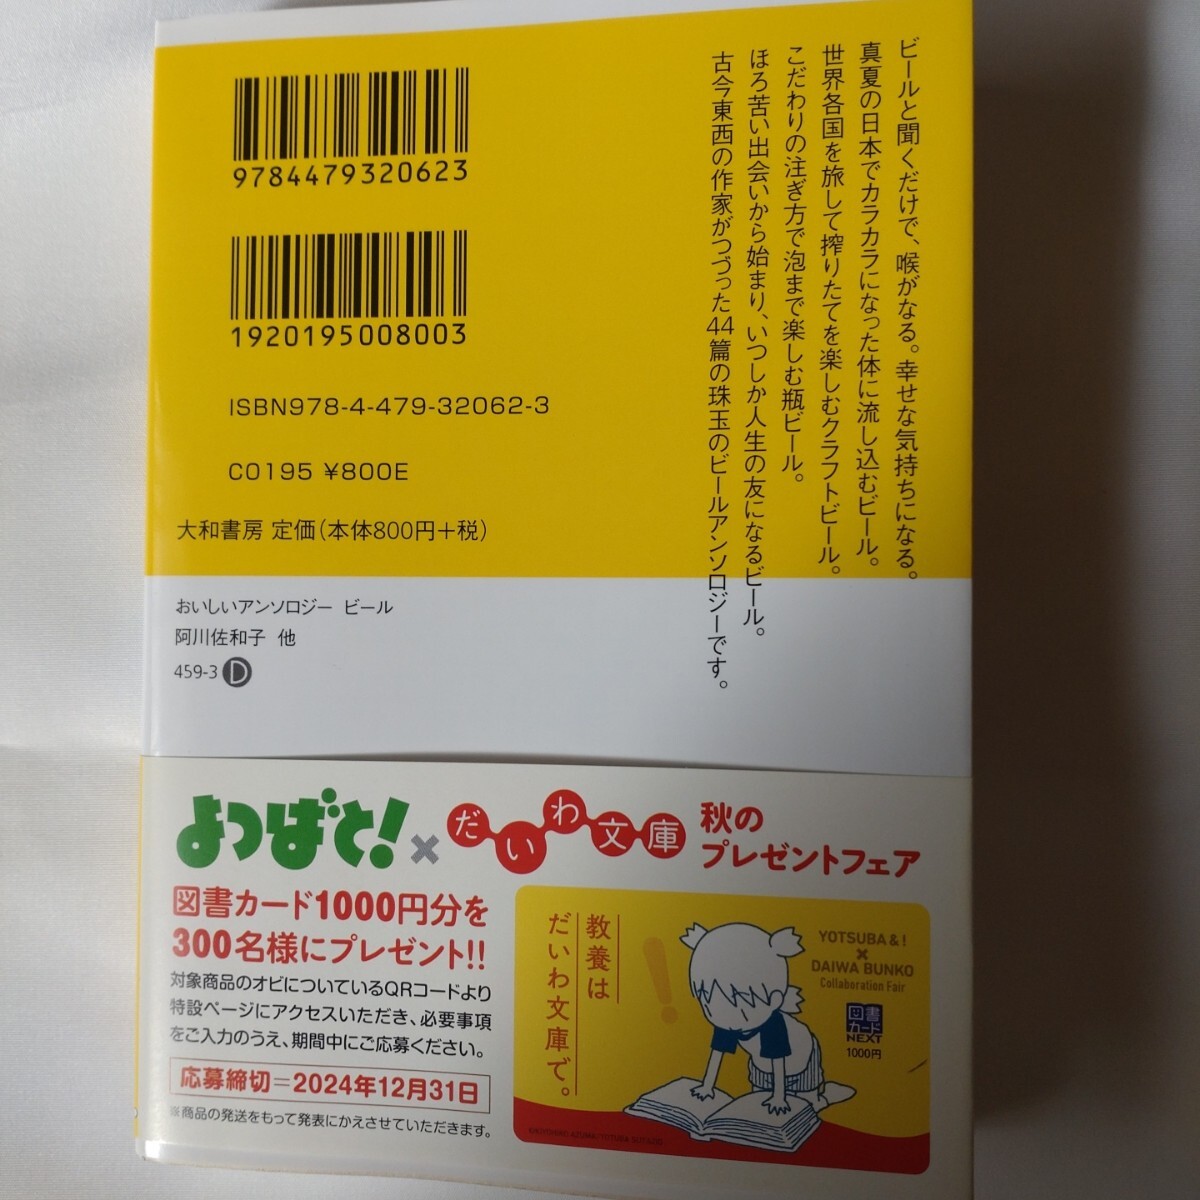 ビールと聞くだけで、喉がなる。幸せな気持ちになる。
真夏の日本でカラカラになった体に流し込むビール。
世界各国を旅して搾りたてを楽しむクラフトビール。
こだわりの注ぎ方で泡まで楽しむ瓶ビール。
ほろ苦い出会いから始まり、いつしか人生の友になるビール。
古今東西の作家がつづった44篇の珠玉のビールアンソロジーです。
9784479320623
1920195008003
ISBN978-4-479-32062-3
C0195 ¥800E
大和書房 定価(本体800円+税)
おいしいアンソロジー ビール
阿川佐和子 他
459-3 D
よつばと!×だいわ文庫 秋の
プレゼントフェア
図書カード1000円分を
300名様にプレゼント!!
対象商品のオビについているQRコードより
特設ページにアクセスいただき、必要事項
をご入力のうえ、期間中にご応募ください。
応募締切=2024年12月31日
※商品の発送をもって発表にかえさせていただきます。
教養は
だいわ文庫で。
!
YOTSUBA&!
×
DAIWA BUNKO
Collaboration Fair
図書
カード
NEXT
1000円